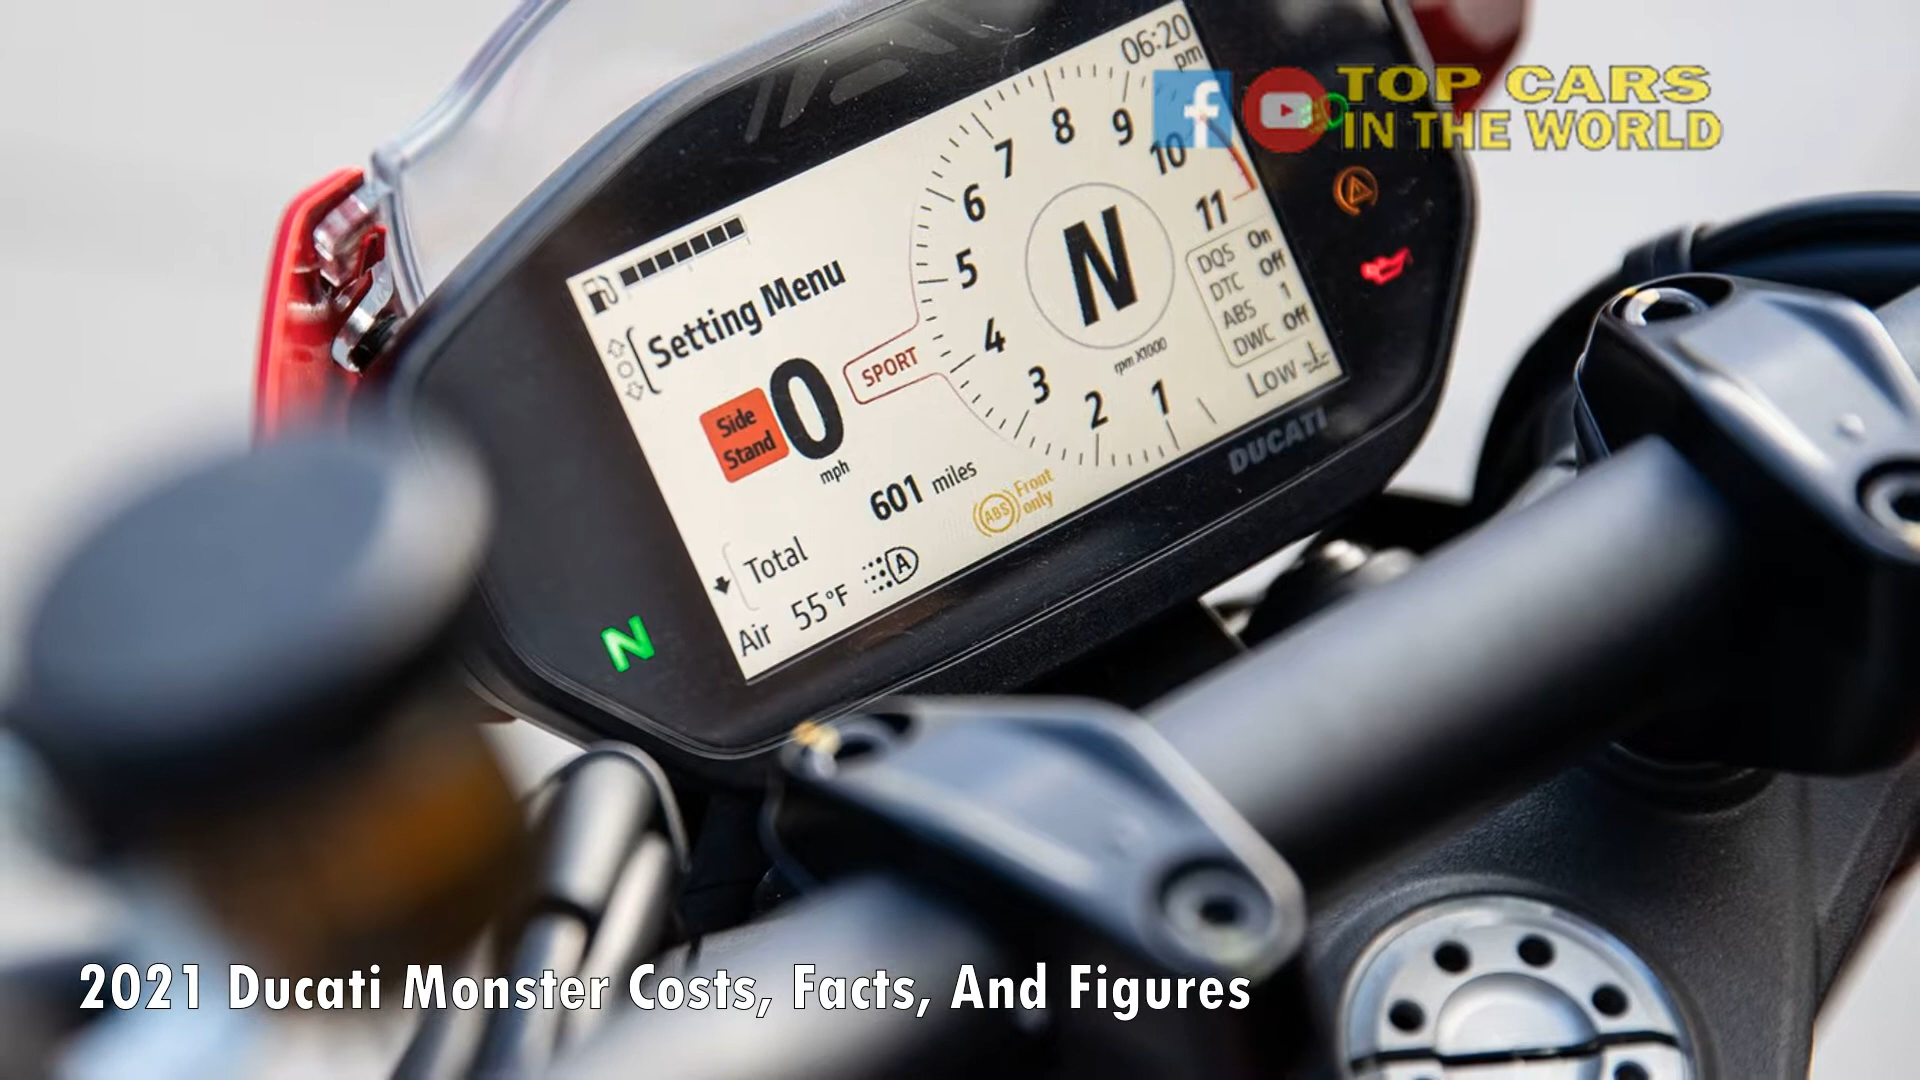 06:20
pm
TOP CARS
IN THE WORLD
Setting Menu
Side
Stand
0
mph
SPORT
601 miles
Total
Air 55°F
A
ABS
Front
only
N
1
2
3
4
5
6
7
8
9
10
11
N
rpm X1000
DQS On
DTC Off
ABS 1
DWC Off
Low
DUCATI
2021 Ducati Monster Costs, Facts, And Figures